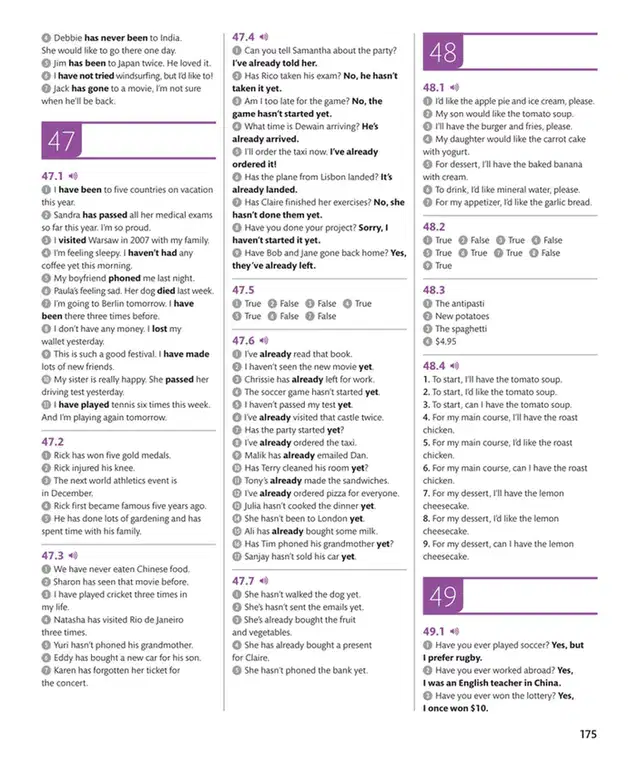 4 Debbie has never been to India.
She would like to go there one day.
5 Jim has been to Japan twice. He loved it.
6 I have not tried windsurfing, but I'd like to!
7 Jack has gone to a movie, I'm not sure
when he'll be back.
47
47.1
1 I have been to five countries on vacation
this year.
2 Sandra has passed all her medical exams
so far this year. I'm so proud.
3 I visited Warsaw in 2007 with my family.
4 I'm feeling sleepy. I haven't had any
coffee yet this morning.
5 My boyfriend phoned me last night.
6 Paula's feeling sad. Her dog died last week.
7 I'm going to Berlin tomorrow. I have
been there three times before.
8 I don't have any money. I lost my
wallet yesterday.
9 This is such a good festival. I have made
lots of new friends.
10 My sister is really happy. She passed her
driving test yesterday.
11 I have played tennis six times this week.
And I'm playing again tomorrow.
47.2
1 Rick has won five gold medals.
2 Rick injured his knee.
3 The next world athletics event is
in December.
4 Rick first became famous five years ago.
5 He has done lots of gardening and has
spent time with his family.
47.3
1 We have never eaten Chinese food.
2 Sharon has seen that movie before.
3 I have played cricket three times in
my life.
4 Natasha has visited Rio de Janeiro
three times.
5 Yuri hasn't phoned his grandmother.
6 Eddy has bought a new car for his son.
7 Karen has forgotten her ticket for
the concert.
47.4
1 Can you tell Samantha about the party?
I've already told her.
2 Has Rico taken his exam? No, he hasn't
taken it yet.
3 Am I too late for the game? No, the
game hasn't started yet.
4 What time is Dewain arriving? He's
already arrived.
5 I'll order the taxi now. I've already
ordered it!
6 Has the plane from Lisbon landed? It's
already landed.
7 Has Claire finished her exercises? No, she
hasn't done them yet.
8 Have you done your project? Sorry, I
haven't started it yet.
9 Have Bob and Jane gone back home? Yes,
they've already left.
47.5
1 True 2 False 3 False 4 True
5 True 6 False 7 False
47.6
1 I've already read that book.
2 I haven't seen the new movie yet.
3 Chrissie has already left for work.
4 The soccer game hasn't started yet.
5 I haven't passed my test yet.
6 I've already visited that castle twice.
7 Has the party started yet?
8 I've already ordered the taxi.
9 Malik has already emailed Dan.
10 Has Terry cleaned his room yet?
11 Tony's already made the sandwiches.
12 I've already ordered pizza for everyone.
13 Julia hasn't cooked the dinner yet.
14 She hasn't been to London yet.
15 Ali has already bought some milk.
16 Has Tim phoned his grandmother yet?
17 Sanjay hasn't sold his car yet.
47.7
1 She hasn't walked the dog yet.
2 She's hasn't sent the emails yet.
3 She's already bought the fruit
and vegetables.
4 She has already bought a present
for Claire.
5 She hasn't phoned the bank yet.
48
48.1
1 I'd like the apple pie and ice cream, please.
2 My son would like the tomato soup.
3 I'll have the burger and fries, please.
4 My daughter would like the carrot cake
with yogurt.
5 For dessert, I'll have the baked banana
with cream.
6 To drink, I'd like mineral water, please.
7 For my appetizer, I'd like the garlic bread.
48.2
1 True 2 False 3 True 4 False
5 True 6 True 7 True 8 False
9 True
48.3
1 The antipasti
2 New potatoes
3 The spaghetti
4 $4.95
48.4
1. To start, I'll have the tomato soup.
2. To start, I'd like the tomato soup.
3. To start, can I have the tomato soup.
4. For my main course, I'll have the roast
chicken.
5. For my main course, I'd like the roast
chicken.
6. For my main course, can I have the roast
chicken.
7. For my dessert, I'll have the lemon
cheesecake.
8. For my dessert, I'd like the lemon
cheesecake.
9. For my dessert, can I have the lemon
cheesecake.
49
49.1
1 Have you ever played soccer? Yes, but
I prefer rugby.
2 Have you ever worked abroad? Yes,
I was an English teacher in China.
3 Have you ever won the lottery? Yes,
I once won $10.
175